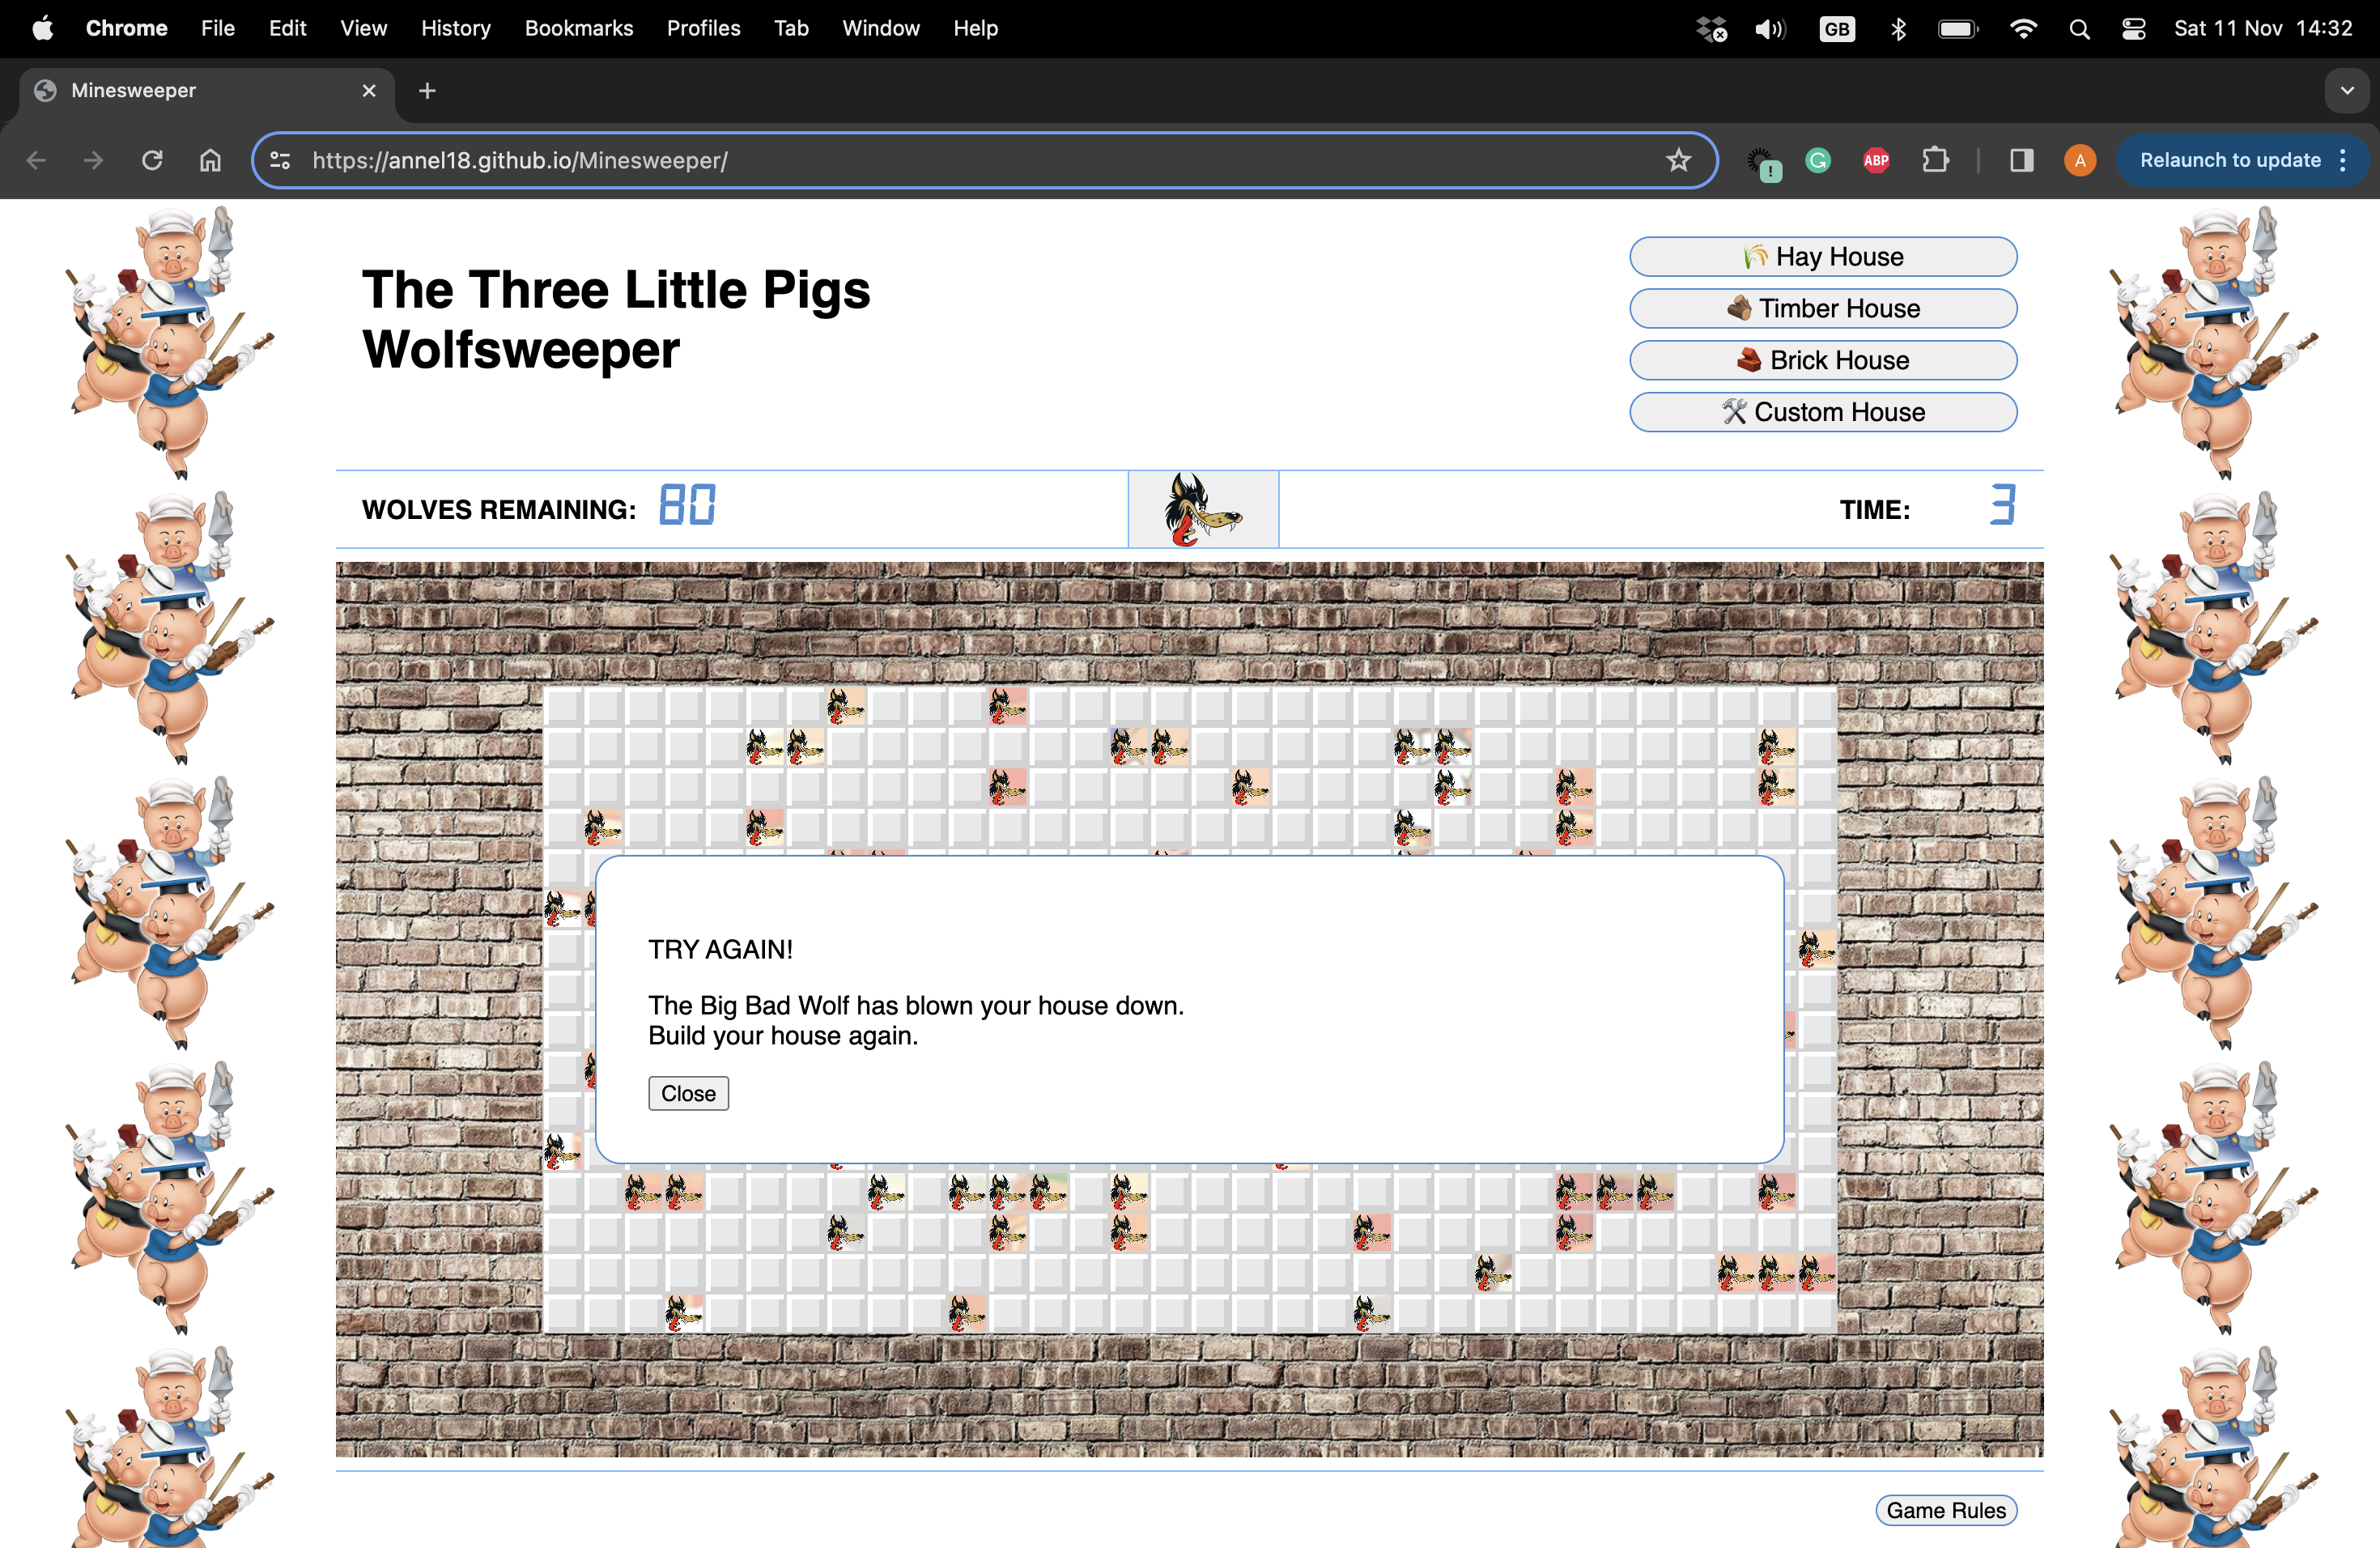 Chrome File Edit View History Bookmarks Profiles Tab Window Help GB Sat 11 Nov 14:32
Minesweeper
https://annel18.github.io/Minesweeper/ ! G ABP A Relaunch to update
The Three Little Pigs
Wolfsweeper
Hay House
Timber House
Brick House
Custom House
WOLVES REMAINING: 80 TIME: 3
TRY AGAIN!
The Big Bad Wolf has blown your house down.
Build your house again.
Close
Game Rules